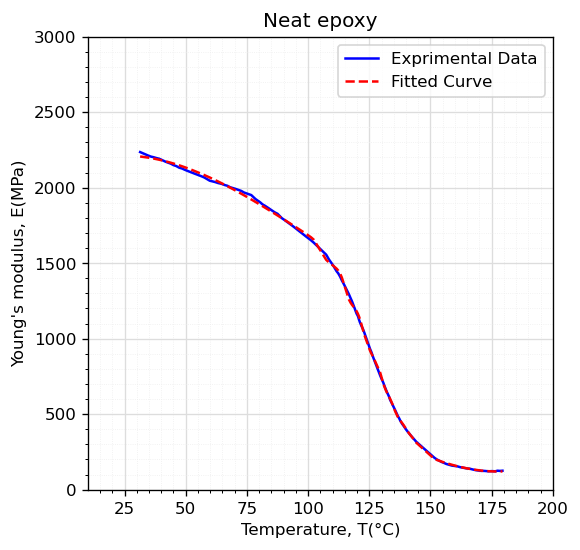 Neat epoxy
Exprimental Data
Fitted Curve
3000
2500
2000
1500
1000
500
0
Young's modulus, E(MPa)
25 50 75 100 125 150 175 200
Temperature, T(°C)